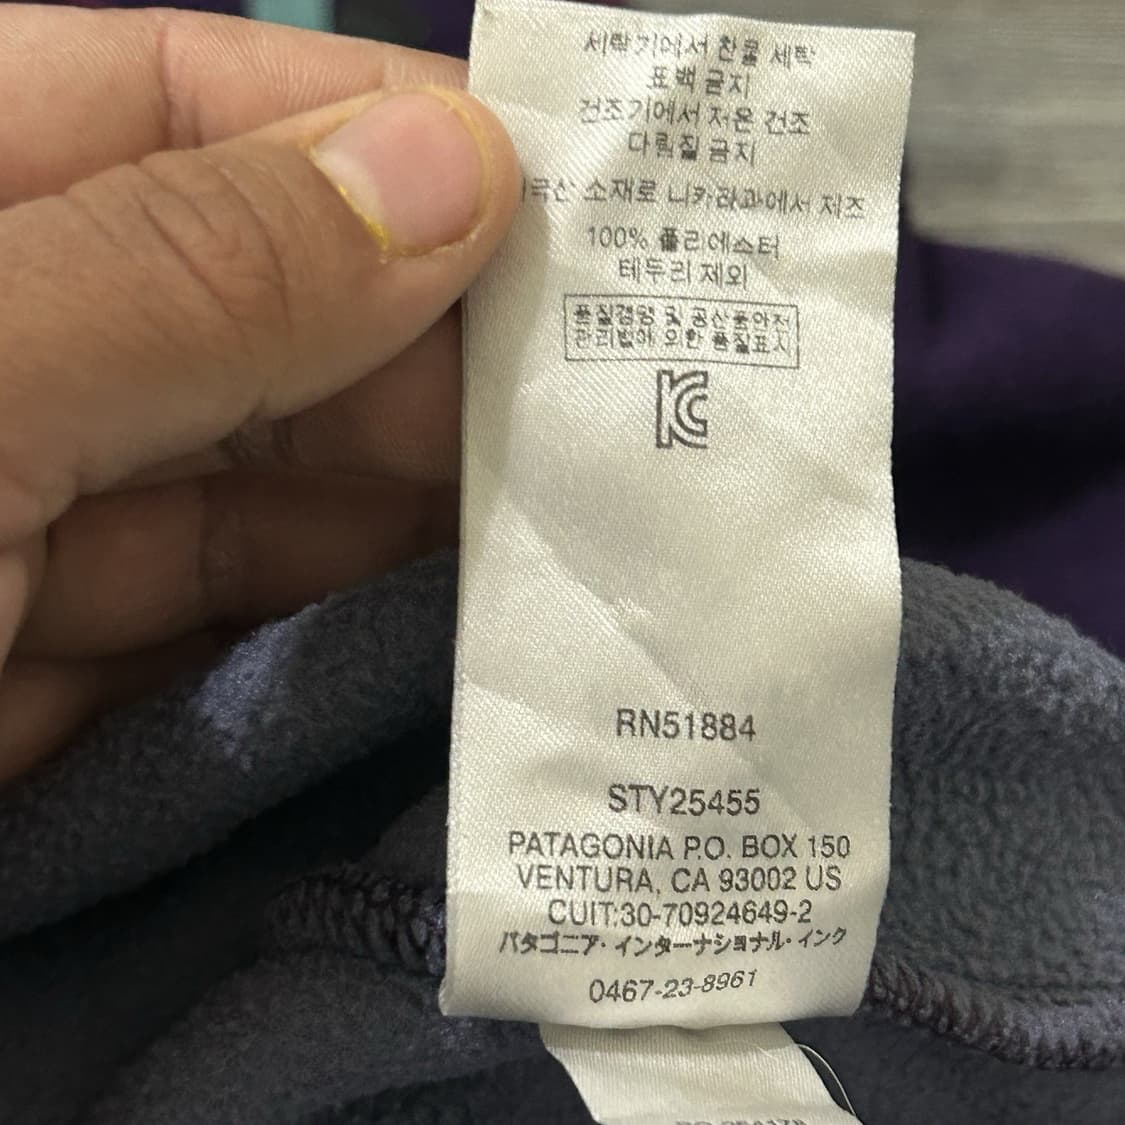 세탁기에서 찬물 세탁
표백 금지
건조기에서 저온 건조
다림질 금지
국산 소재로 니카라과에서 제조
100% 폴리에스터
테두리 제외
품질경영 및 공산품안전
관리법에 의한 품질표시
KC
RN51884
STY25455
PATAGONIA P.O. BOX 150
VENTURA, CA 93002 US
CUIT:30-70924649-2
パタゴニア・インターナショナル・インク
0467-23-8961